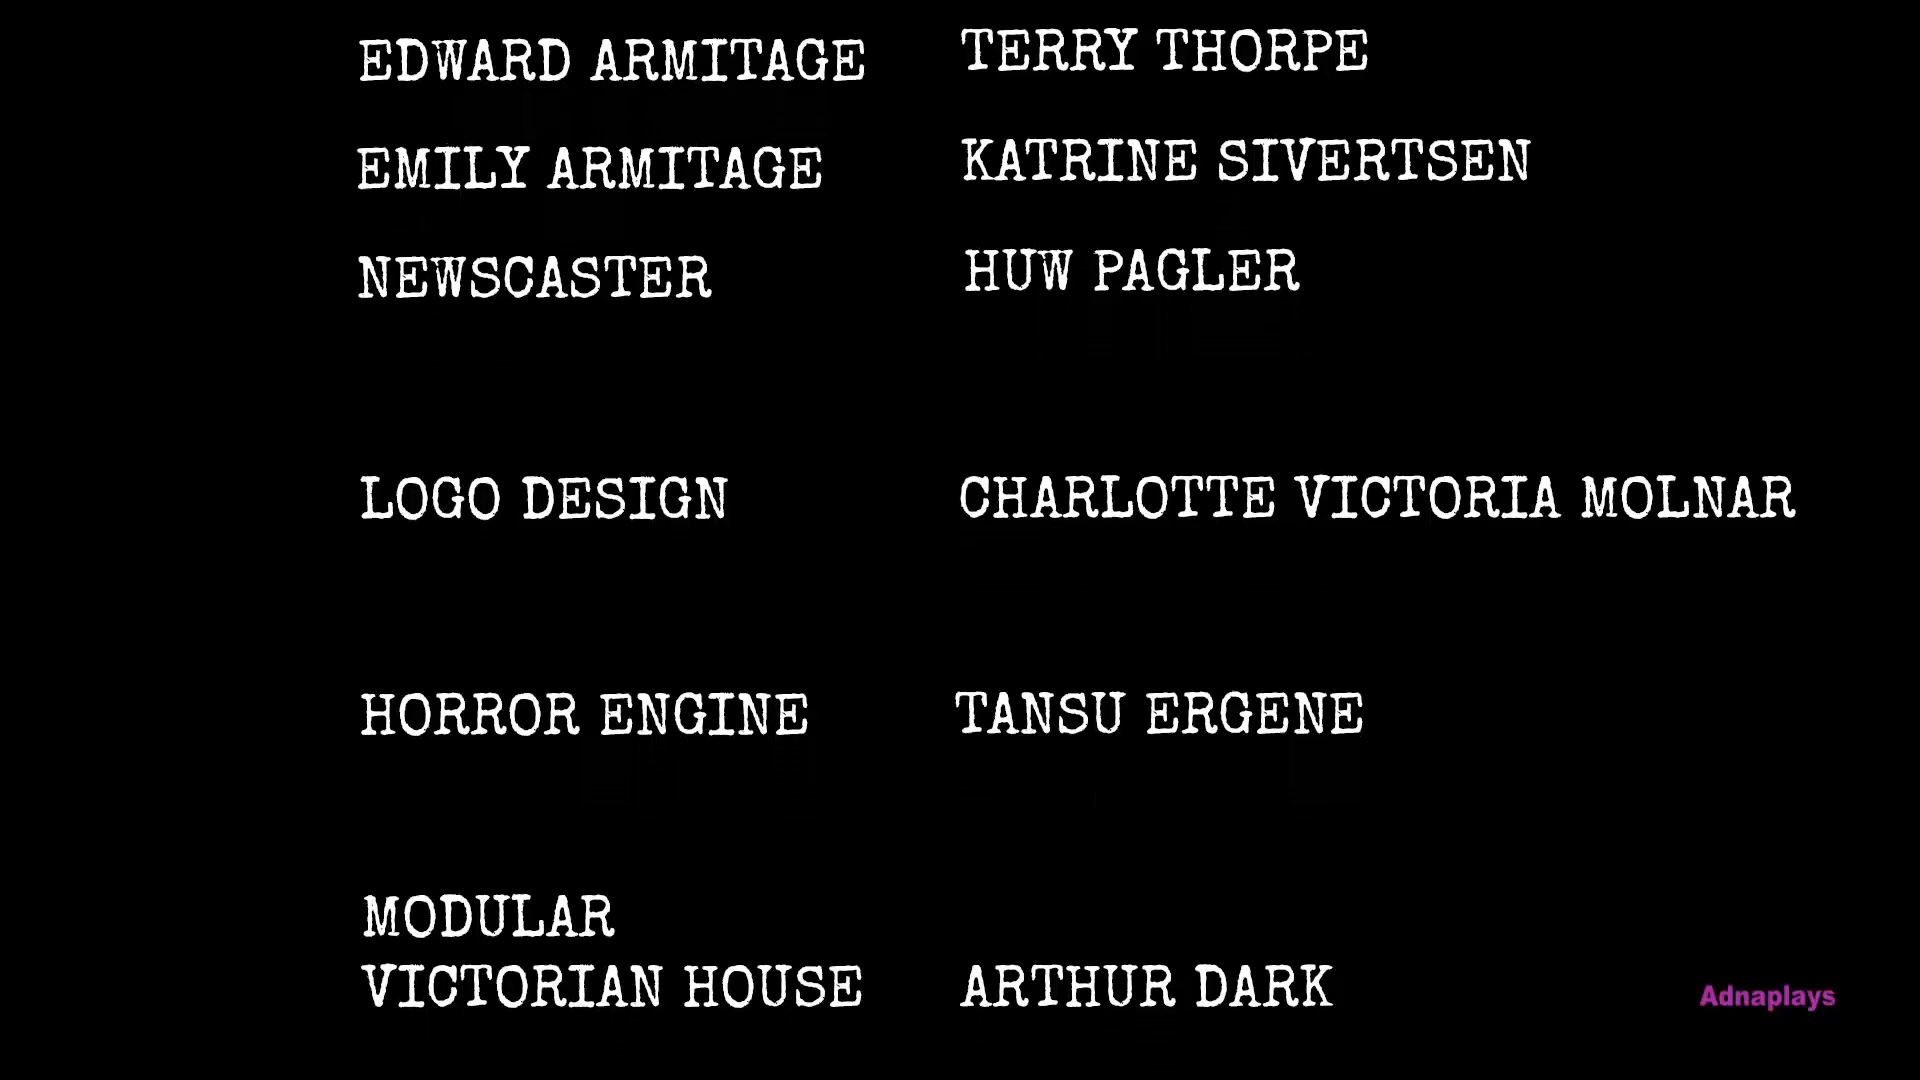 EDWARD ARMITAGE TERRY THORPE
EMILY ARMITAGE KATRINE SIVERTSEN
NEWSCASTER HUW PAGLER
LOGO DESIGN CHARLOTTE VICTORIA MOLNAR
HORROR ENGINE TANSU ERGENE
MODULAR
VICTORIAN HOUSE ARTHUR DARK
Adnaplays